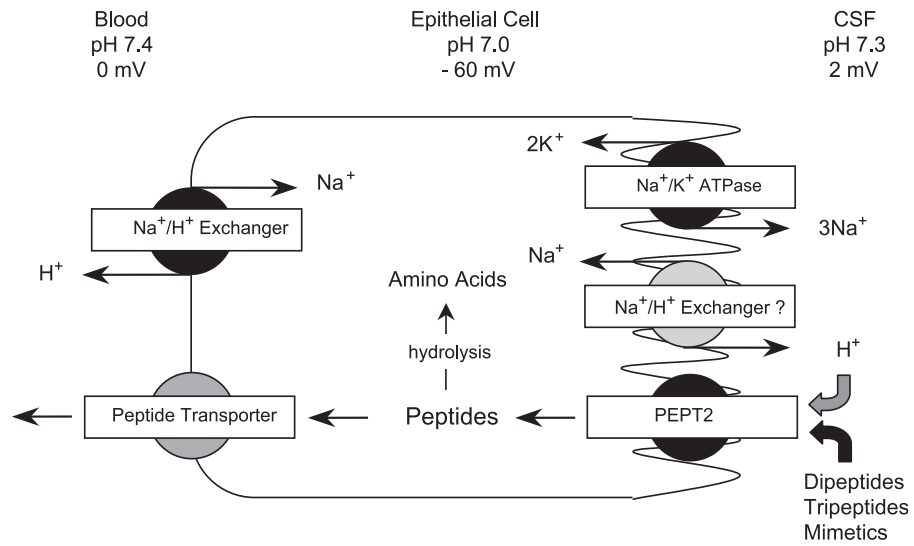 Blood
pH 7.4
0 mV
Epithelial Cell
pH 7.0
- 60 mV
CSF
pH 7.3
2 mV
2K⁺
Na⁺/K⁺ ATPase
3Na⁺
Na⁺
Na⁺/H⁺ Exchanger
H⁺
Na⁺
Na⁺/H⁺ Exchanger ?
H⁺
Amino Acids
hydrolysis
Peptide Transporter
Peptides
PEPT2
Dipeptides
Tripeptides
Mimetics